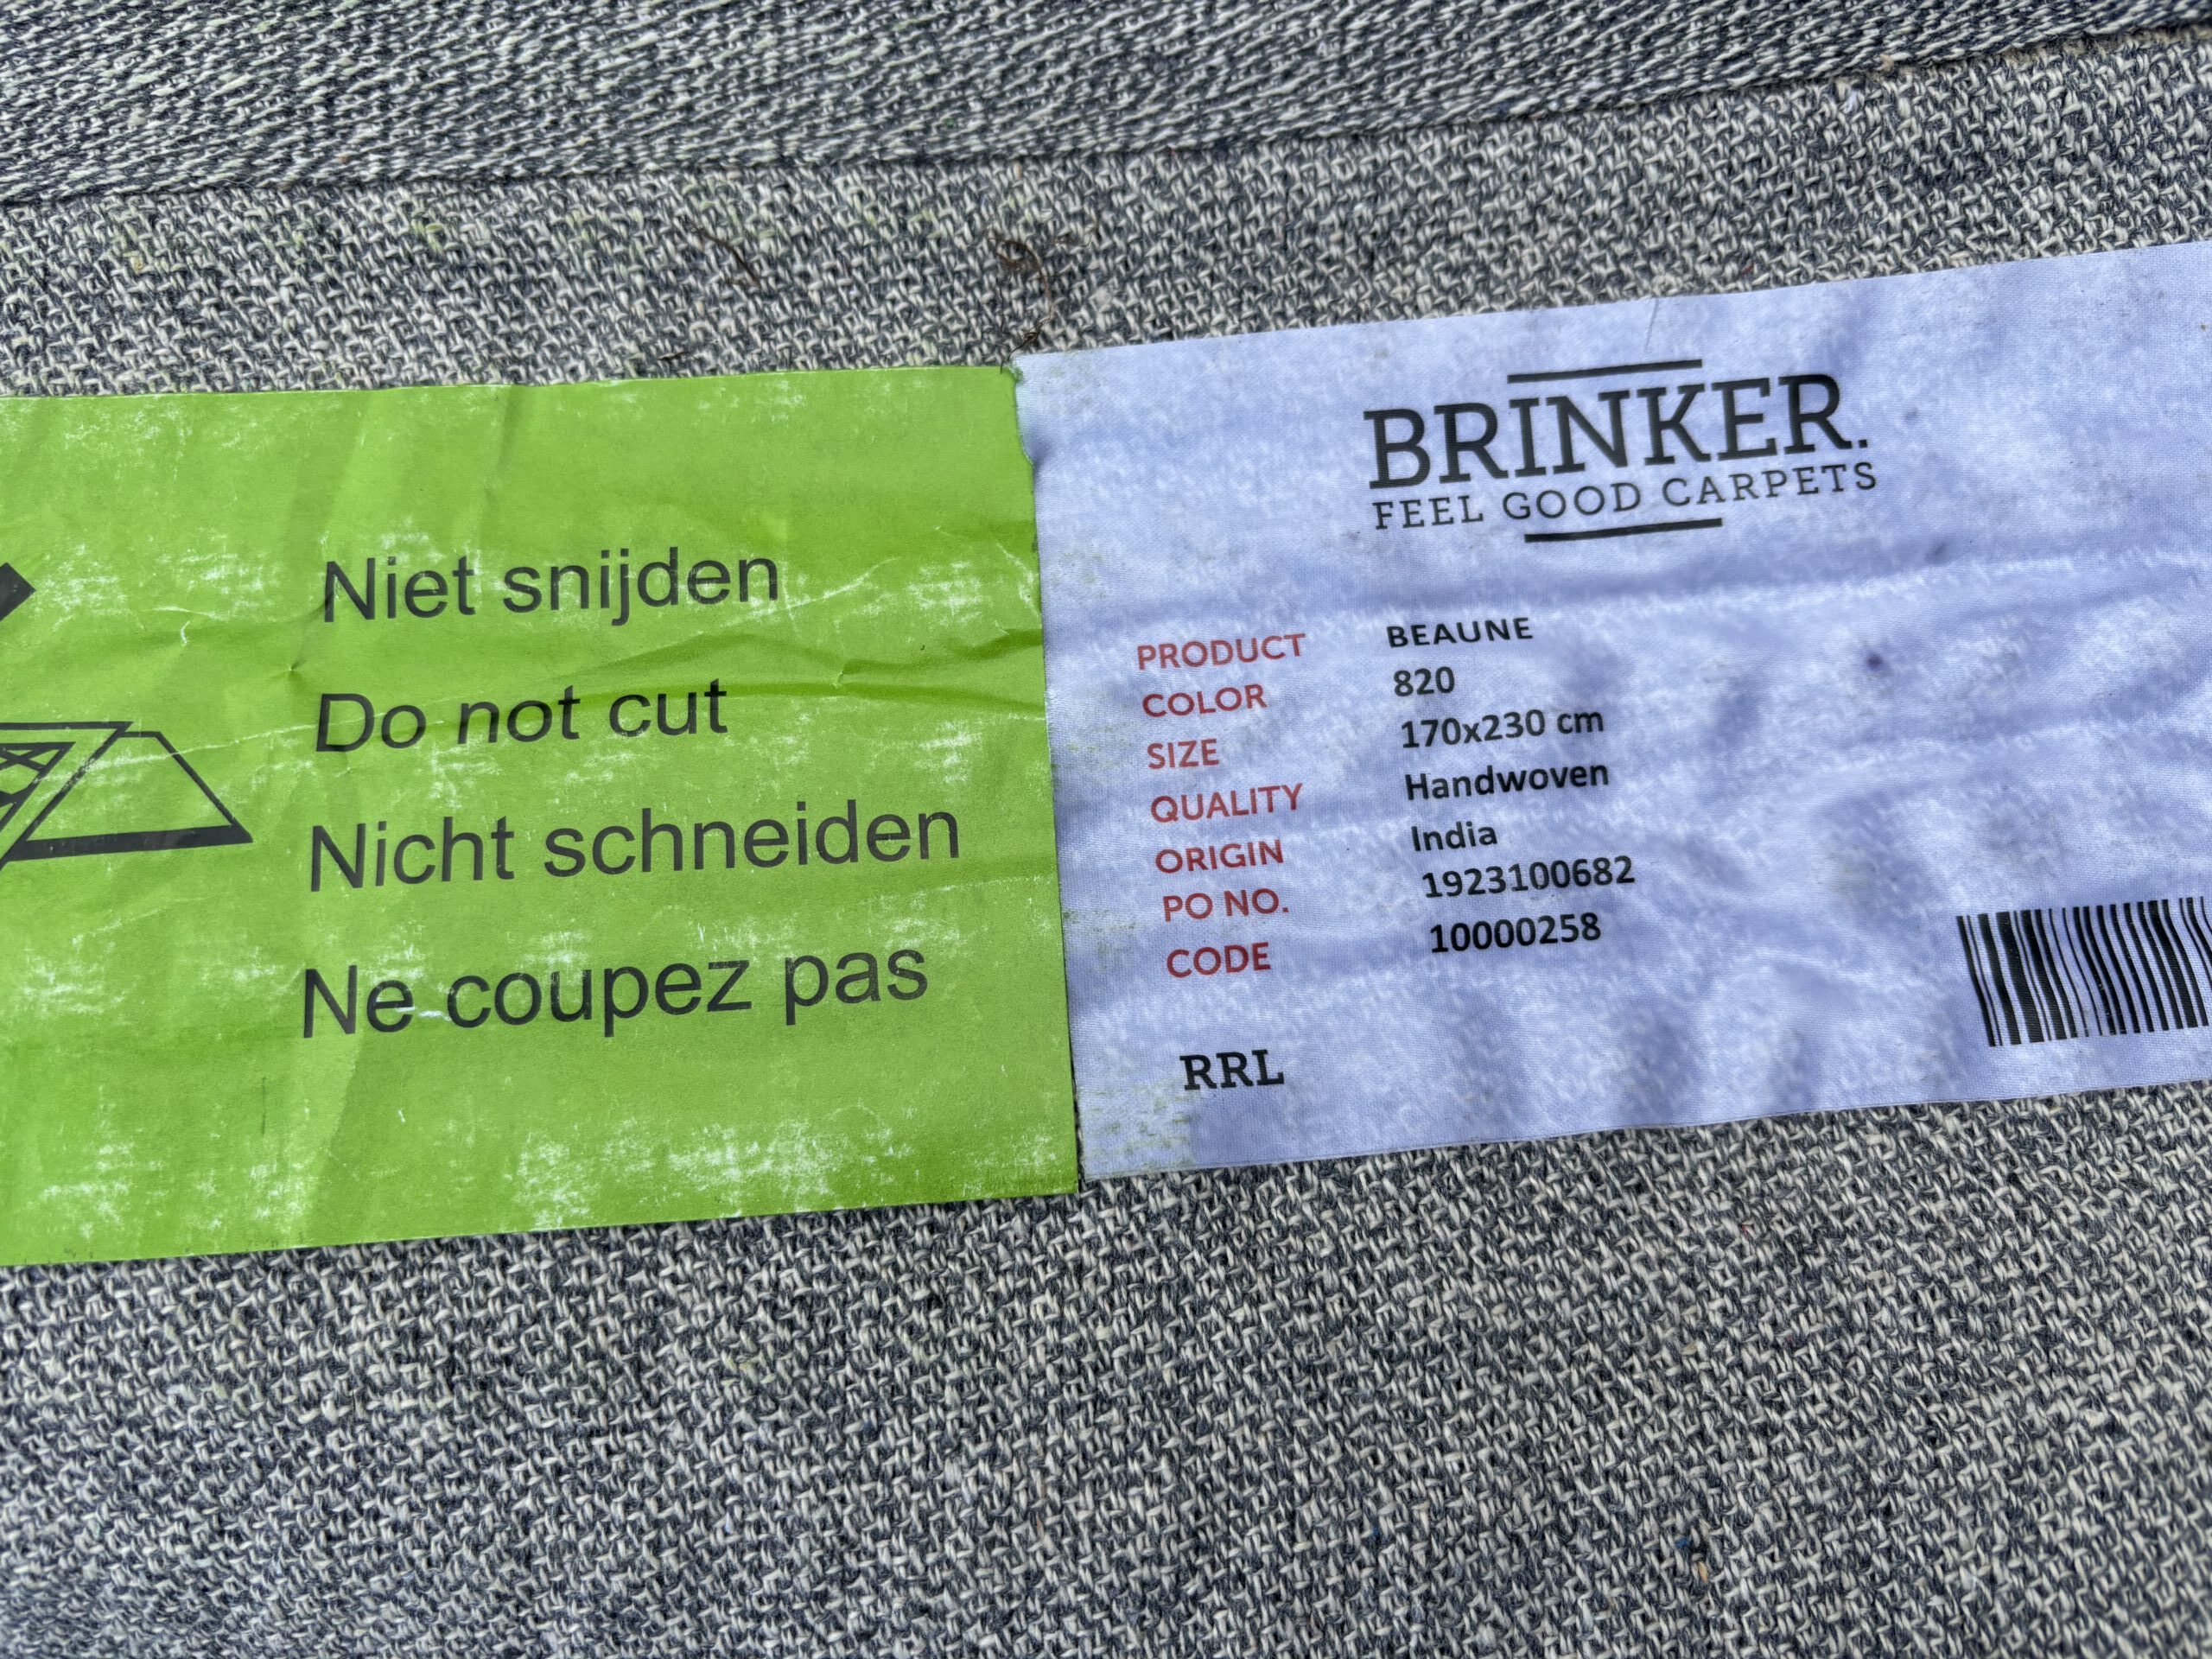 Niet snijden
Do not cut
Nicht schneiden
Ne coupez pas
BRINKER.
FEEL GOOD CARPETS
PRODUCT BEAUNE
COLOR 820
SIZE 170x230 cm
QUALITY Handwoven
ORIGIN India
PO NO. 1923100682
CODE 10000258
RRL